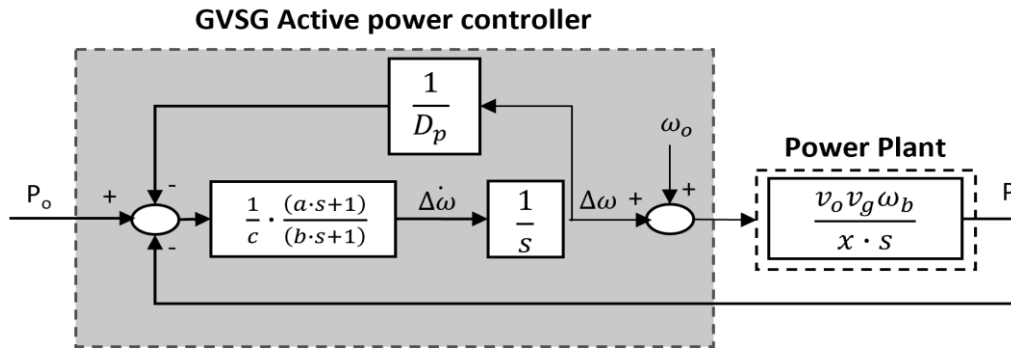 GVSG Active power controller
1
D_p
ω_o
Power Plant
P_o
+
-
-
1/c · (a·s+1)/(b·s+1)
Δω̇
1
s
Δω
+
+
v_o v_g ω_b
x · s
P